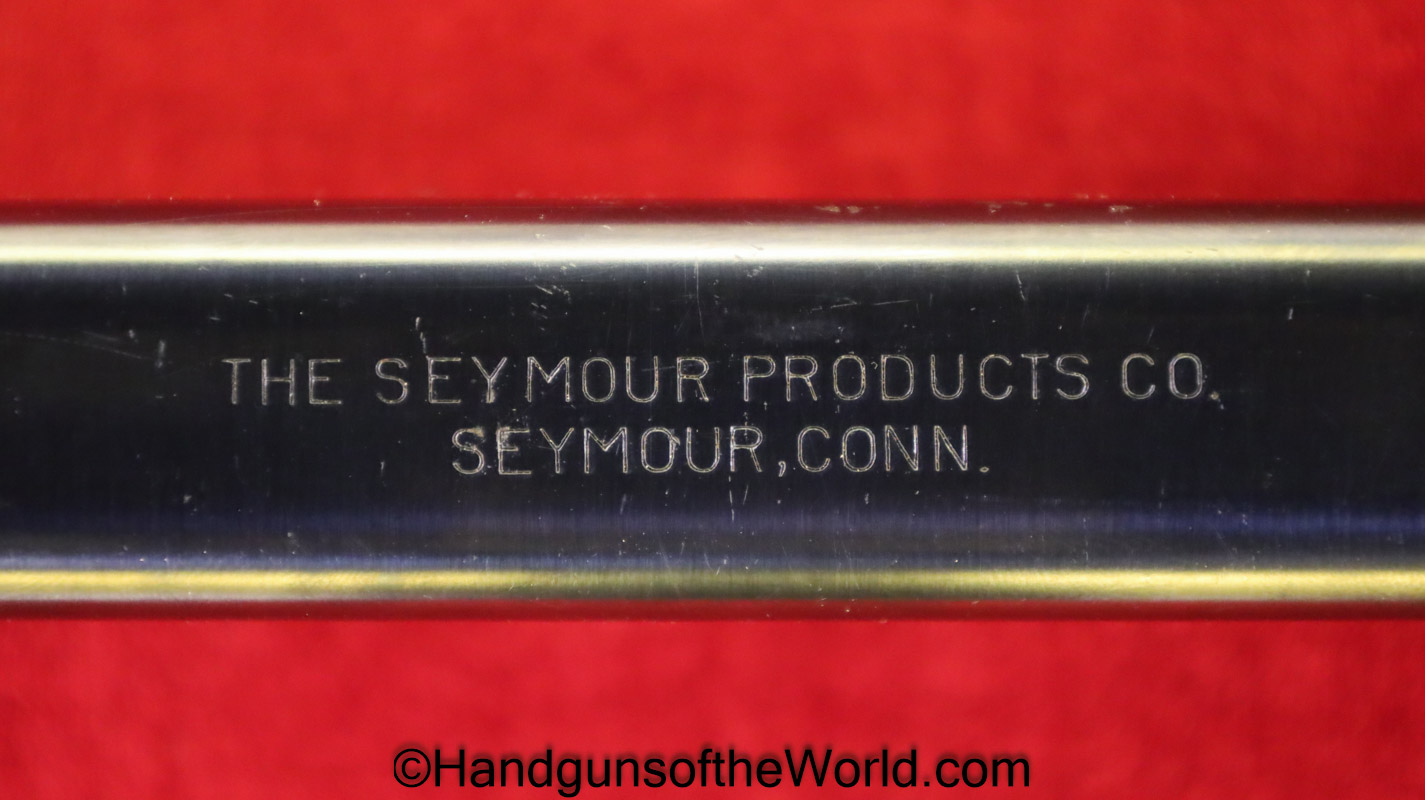 THE SEYMOUR PRODUCTS CO.
SEYMOUR, CONN.
©HandgunsoftheWorld.com